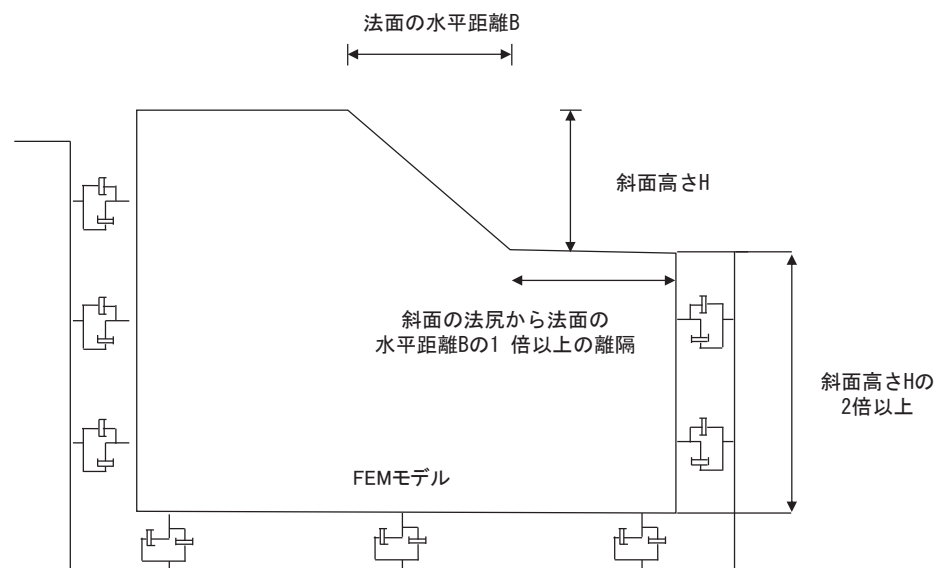 法面の水平距離B
斜面高さH
斜面の法尻から法面の
水平距離Bの1 倍以上の離隔
斜面高さHの
2倍以上
FEMモデル